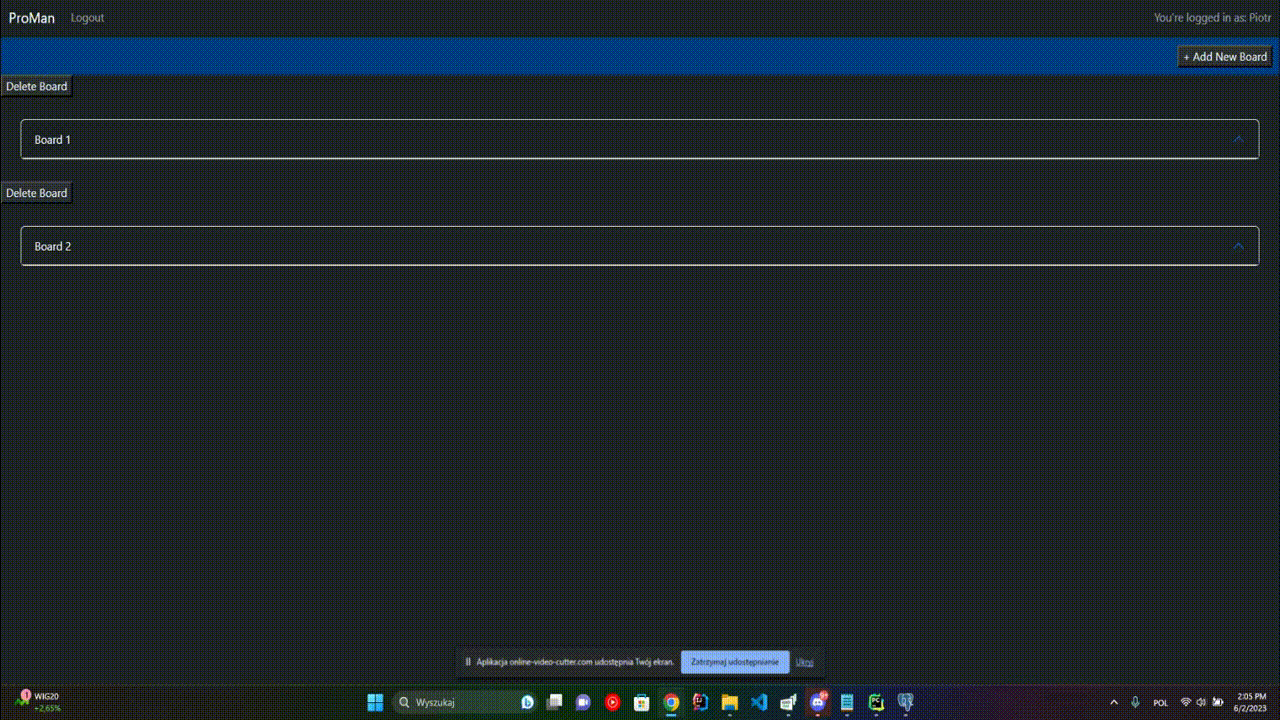 ProMan Logout You're logged in as: Piotr
+ Add New Board
Delete Board
Board 1
Delete Board
Board 2
Aplikacja online-video-cutter.com udostępnia Twój ekran. Zatrzymaj udostępnianie Ukryj
1 WIG20
+2,65%
Wyszukaj
POL
2:05 PM
6/2/2023